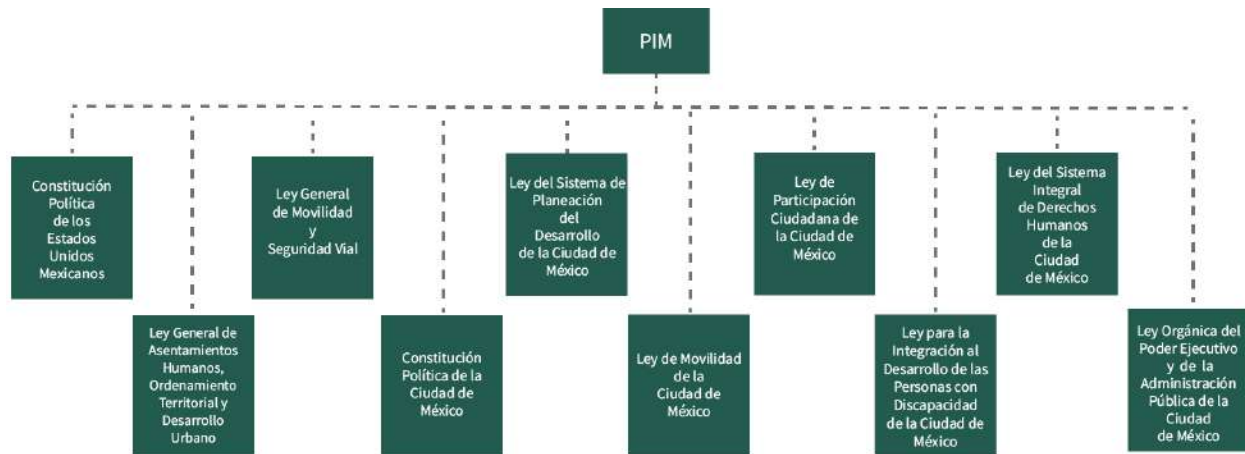 PIM
Constitución
Política
de los
Estados
Unidos
Mexicanos
Ley General de
Asentamientos
Humanos,
Ordenamiento
Territorial y
Desarrollo
Urbano
Ley General
de Movilidad
y
Seguridad Vial
Constitución
Política de la
Ciudad de
México
Ley del Sistema de
Planeación
del
Desarrollo
de la Ciudad de
México
Ley de Movilidad
de la
Ciudad de
México
Ley de
Participación
Ciudadana de
la Ciudad de
México
Ley para la
Integración al
Desarrollo de las
Personas con
Discapacidad
de la Ciudad de
México
Ley del Sistema
Integral
de Derechos
Humanos
de la
Ciudad
de México
Ley Orgánica del
Poder Ejecutivo
y de la
Administración
Pública de la
Ciudad
de México